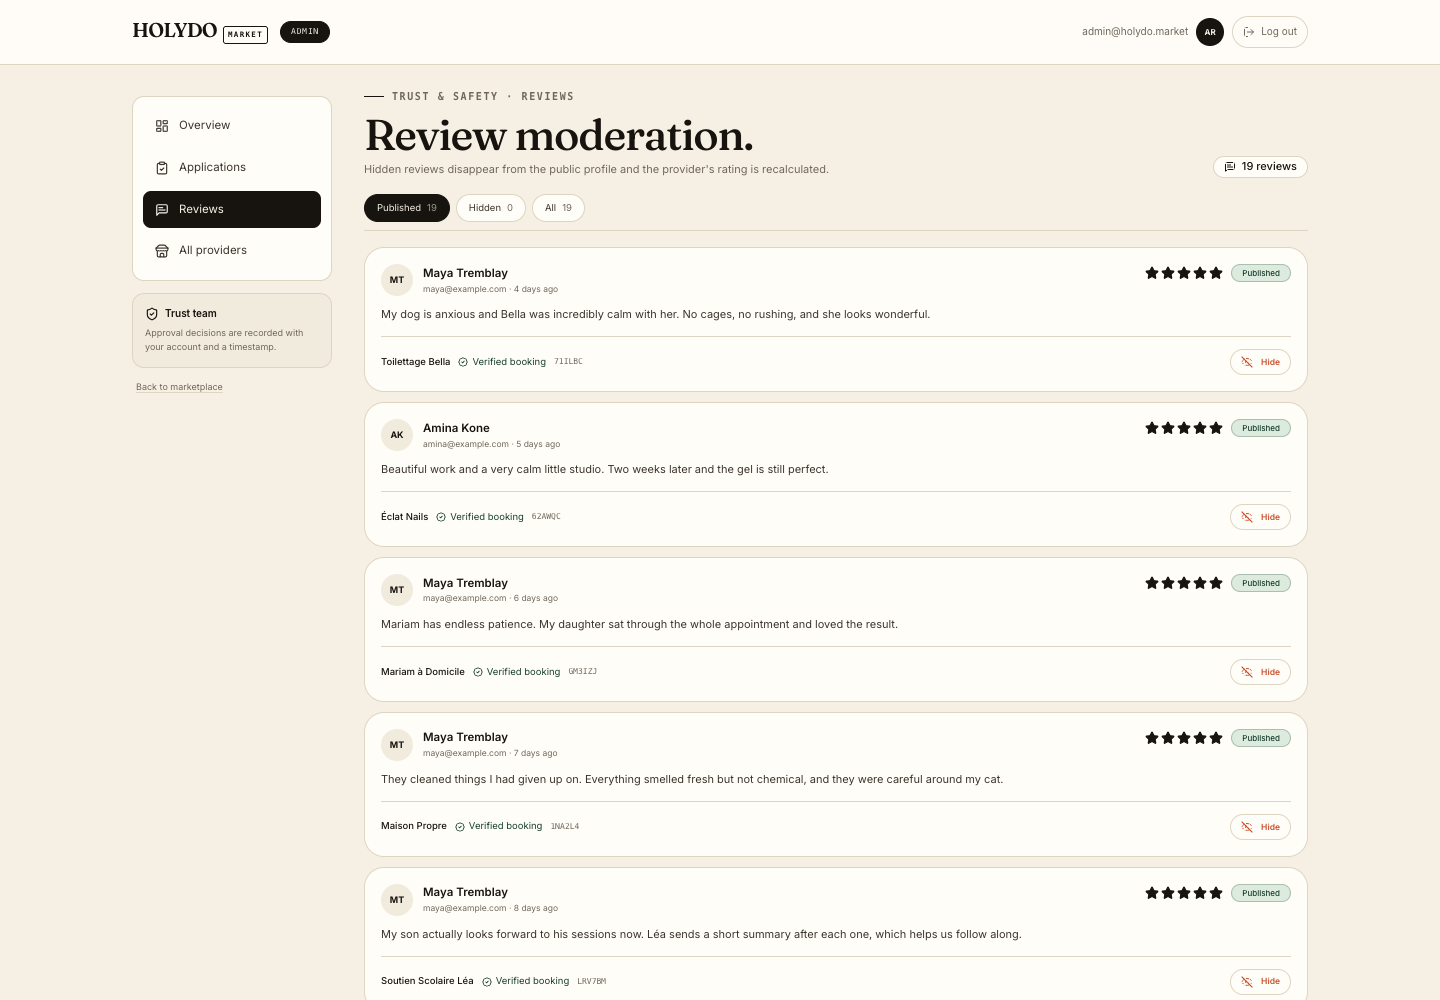 HOLYDO MARKET ADMIN
admin@holydo.market AR Log out
Overview
Applications
Reviews
All providers
Trust team
Approval decisions are recorded with
your account and a timestamp.
Back to marketplace
TRUST & SAFETY · REVIEWS
Review moderation.
Hidden reviews disappear from the public profile and the provider's rating is recalculated.
19 reviews
Published 19 Hidden 0 All 19
MT Maya Tremblay Published
maya@example.com · 4 days ago
My dog is anxious and Bella was incredibly calm with her. No cages, no rushing, and she looks wonderful.
Toilettage Bella Verified booking 71ILBC Hide
AK Amina Kone Published
amina@example.com · 5 days ago
Beautiful work and a very calm little studio. Two weeks later and the gel is still perfect.
Éclat Nails Verified booking 62AWQC Hide
MT Maya Tremblay Published
maya@example.com · 6 days ago
Mariam has endless patience. My daughter sat through the whole appointment and loved the result.
Mariam à Domicile Verified booking GM3IZJ Hide
MT Maya Tremblay Published
maya@example.com · 7 days ago
They cleaned things I had given up on. Everything smelled fresh but not chemical, and they were careful around my cat.
Maison Propre Verified booking 1NA2L4 Hide
MT Maya Tremblay Published
maya@example.com · 8 days ago
My son actually looks forward to his sessions now. Léa sends a short summary after each one, which helps us follow along.
Soutien Scolaire Léa Verified booking LRV7BM Hide